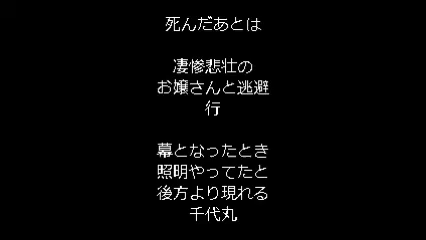 死んだあとは
凄惨悲壮の
お嬢さんと逃避
行
幕となったとき
照明やってたと
後方より現れる
千代丸